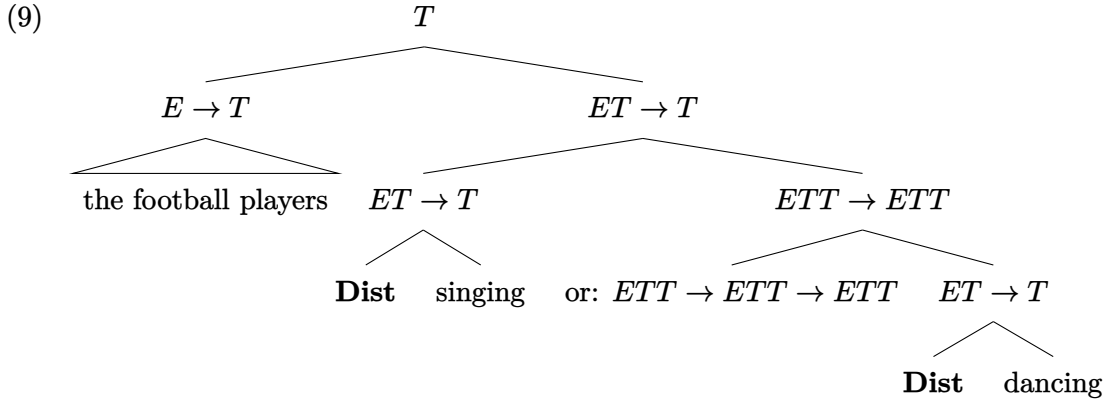 (9) T
E → T ET → T
the football players ET → T ETT → ETT
Dist singing or: ETT → ETT → ETT ET → T
Dist dancing